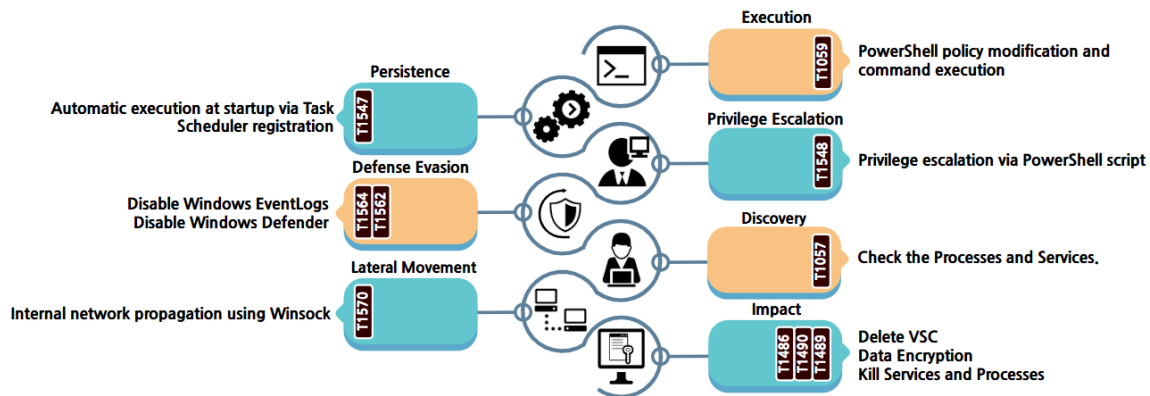 Execution
T1059
PowerShell policy modification and
command execution
Persistence
T1547
Automatic execution at startup via Task
Scheduler registration
Privilege Escalation
T1548
Privilege escalation via PowerShell script
Defense Evasion
T1564
T1562
Disable Windows EventLogs
Disable Windows Defender
Discovery
T1057
Check the Processes and Services.
Lateral Movement
T1570
Internal network propagation using Winsock
Impact
T1486
T1490
T1489
Delete VSC
Data Encryption
Kill Services and Processes